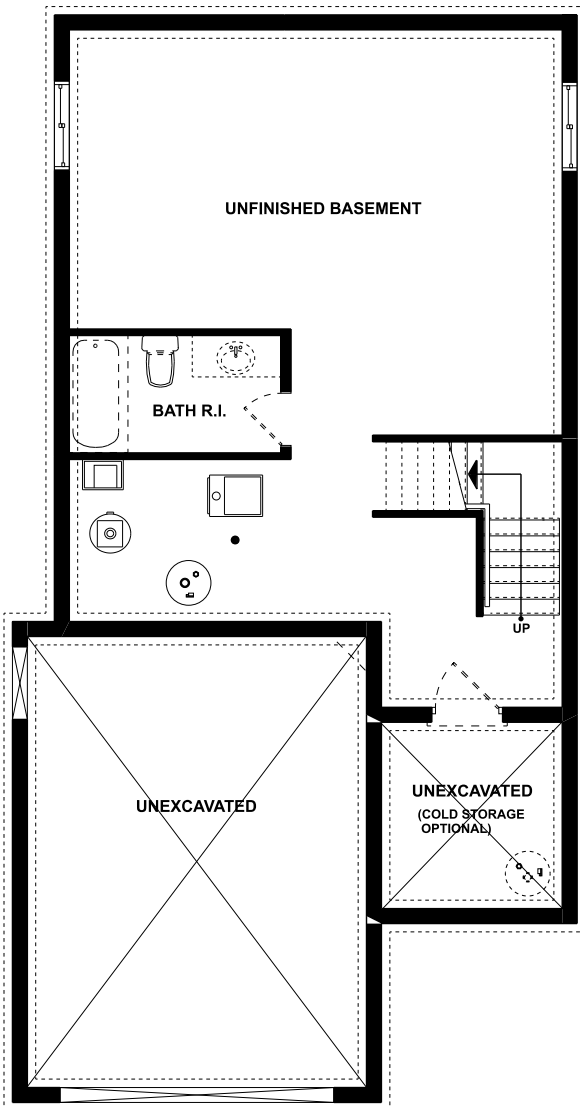 UNFINISHED BASEMENT
BATH R.I.
UP
UNEXCAVATED
UNEXCAVATED
(COLD STORAGE
OPTIONAL)